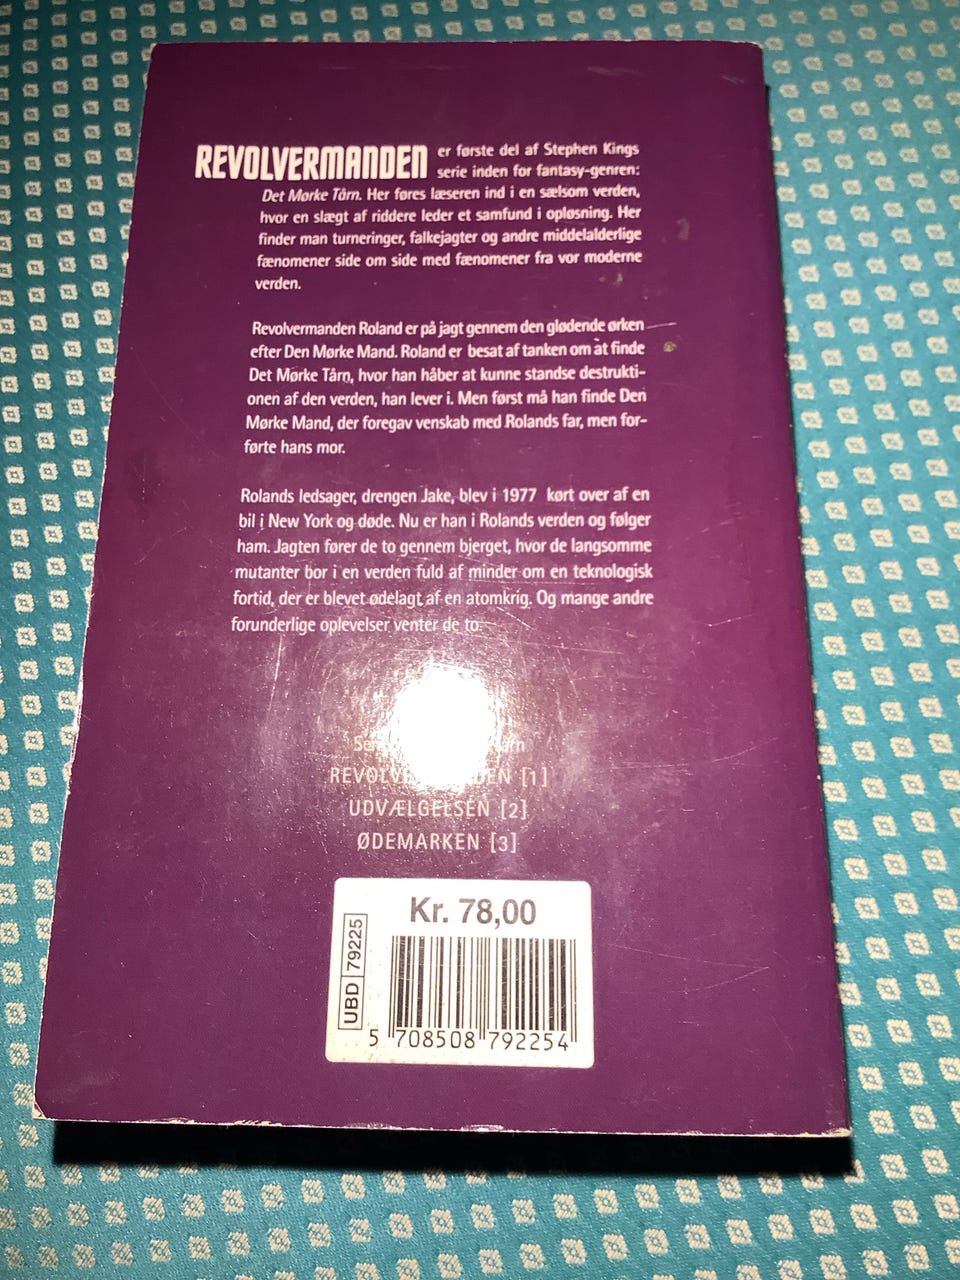 REVOLVERMANDEN er første del af Stephen Kings
serie inden for fantasy-genren:
Det Mørke Tårn. Her føres læseren ind i en sælsom verden,
hvor en slægt af riddere leder et samfund i opløsning. Her
finder man turneringer, falkejagter og andre middelalderlige
fænomener side om side med fænomener fra vor moderne
verden.
Revolvermanden Roland er på jagt gennem den glødende ørken
efter Den Mørke Mand. Roland er besat af tanken om at finde
Det Mørke Tårn, hvor han håber at kunne standse destrukti-
onen af den verden, han lever i. Men først må han finde Den
Mørke Mand, der foregav venskab med Rolands far, men for-
førte hans mor.
Rolands ledsager, drengen Jake, blev i 1977 kørt over af en
bil i New York og døde. Nu er han i Rolands verden og følger
ham. Jagten fører de to gennem bjerget, hvor de langsomme
mutanter bor i en verden fuld af minder om en teknologisk
fortid, der er blevet ødelagt af en atomkrig. Og mange andre
forunderlige oplevelser venter de to.
REVOLVERMANDEN [1]
UDVÆLGELSEN [2]
ØDEMARKEN [3]
Kr. 78,00
UBD 79225
5 708508 792254